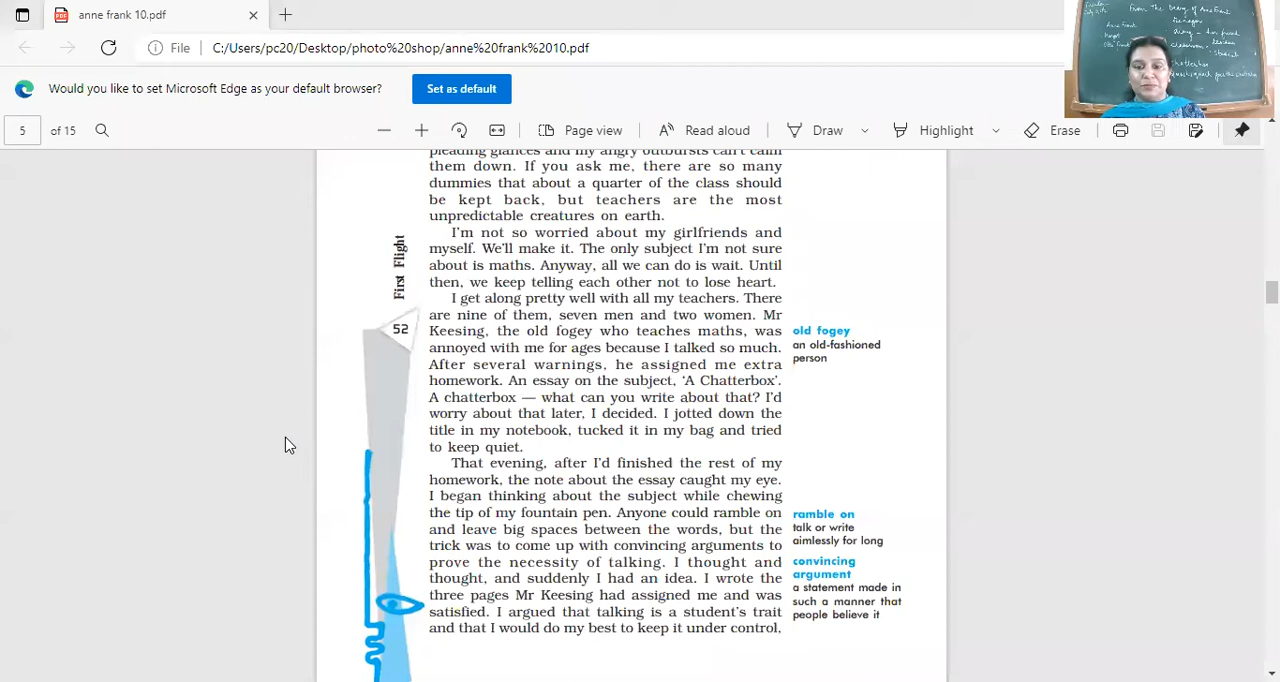 anne frank 10.pdf
File C:/Users/pc20/Desktop/photo%20shop/anne%20frank%2010.pdf
Would you like to set Microsoft Edge as your default browser? Set as default
5 of 15 Page view Read aloud Draw Highlight Erase
From The Diary of Anne Frank
Anne Frank
pleading glances and my angry outbursts can't calm
them down. If you ask me, there are so many
dummies that about a quarter of the class should
be kept back, but teachers are the most
unpredictable creatures on earth.
I'm not so worried about my girlfriends and
myself. We'll make it. The only subject I'm not sure
about is maths. Anyway, all we can do is wait. Until
then, we keep telling each other not to lose heart.
I get along pretty well with all my teachers. There
are nine of them, seven men and two women. Mr
Keesing, the old fogey who teaches maths, was
annoyed with me for ages because I talked so much.
After several warnings, he assigned me extra
homework. An essay on the subject, 'A Chatterbox'.
A chatterbox — what can you write about that? I'd
worry about that later, I decided. I jotted down the
title in my notebook, tucked it in my bag and tried
to keep quiet.
That evening, after I'd finished the rest of my
homework, the note about the essay caught my eye.
I began thinking about the subject while chewing
the tip of my fountain pen. Anyone could ramble on
and leave big spaces between the words, but the
trick was to come up with convincing arguments to
prove the necessity of talking. I thought and
thought, and suddenly I had an idea. I wrote the
three pages Mr Keesing had assigned me and was
satisfied. I argued that talking is a student's trait
and that I would do my best to keep it under control,
First Flight
52
old fogey
an old-fashioned
person
ramble on
talk or write
aimlessly for long
convincing
argument
a statement made in
such a manner that
people believe it